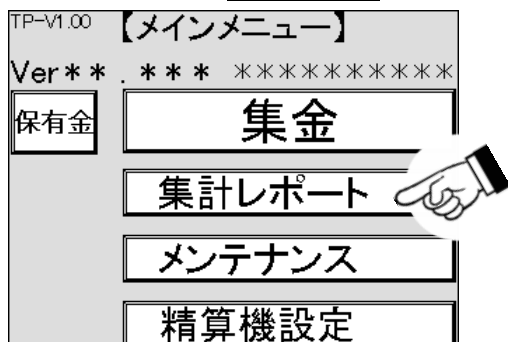 TP-V1.00 【メインメニュー】
Ver**.*** **********
保有金
集金
集計レポート
メンテナンス
精算機設定